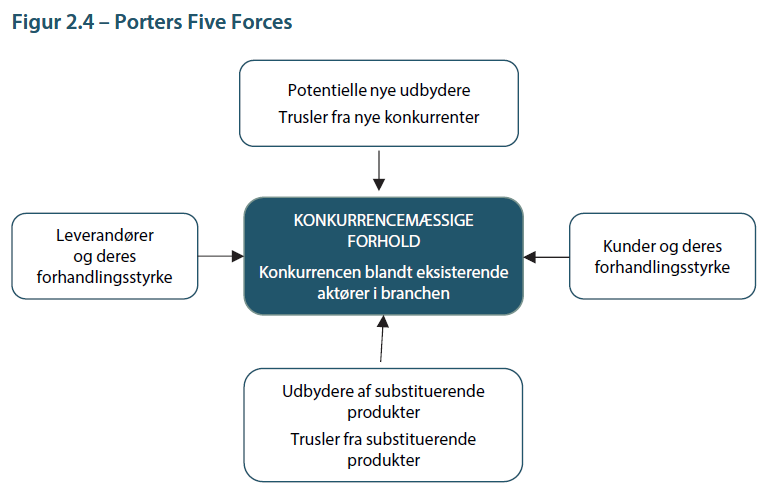 Figur 2.4 – Porters Five Forces
Potentielle nye udbydere
Trusler fra nye konkurrenter
Leverandører
og deres
forhandlingsstyrke
KONKURRENCEMÆSSIGE
FORHOLD
Konkurrencen blandt eksisterende
aktører i branchen
Kunder og deres
forhandlingsstyrke
Udbydere af substituerende
produkter
Trusler fra substituerende
produkter